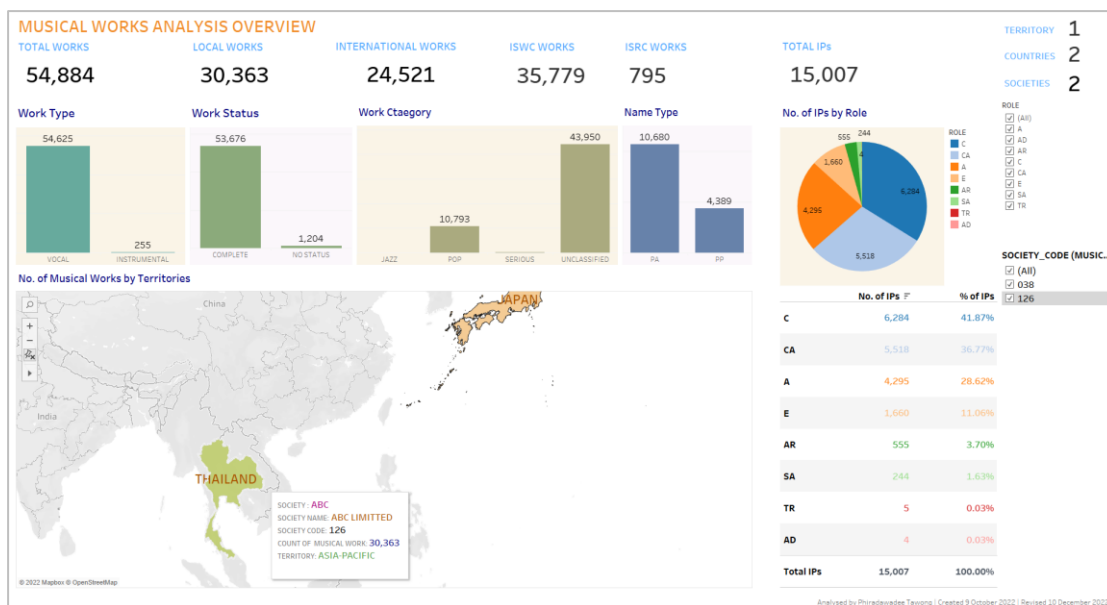 MUSICAL WORKS ANALYSIS OVERVIEW
TOTAL WORKS
54,884
LOCAL WORKS
30,363
INTERNATIONAL WORKS
24,521
ISWC WORKS
35,779
ISRC WORKS
795
TOTAL IPs
15,007
TERRITORY 1
COUNTRIES 2
SOCIETIES 2
Work Type
54,625
255
VOCAL INSTRUMENTAL
Work Status
53,676
1,204
COMPLETE NO STATUS
Work Ctaegory
10,793
43,950
JAZZ POP SERIOUS UNCLASSIFIED
Name Type
10,680
4,389
PA PP
No. of IPs by Role
244
555
4
1,660
6,284
4,295
5,518
ROLE
C
CA
A
E
AR
SA
TR
AD
ROLE
(All)
A
AD
AR
C
CA
E
SA
TR
SOCIETY_CODE (MUSIC..
(All)
038
126
No. of Musical Works by Territories
China
JAPAN
India
THAILAND
SOCIETY : ABC
SOCIETY NAME: ABC LIMITTED
SOCIETY CODE: 126
COUNT OF MUSICAL WORK: 30,363
TERRITORY: ASIA-PACIFIC
© 2022 Mapbox © OpenStreetMap
No. of IPs % of IPs
C 6,284 41.87%
CA 5,518 36.77%
A 4,295 28.62%
E 1,660 11.06%
AR 555 3.70%
SA 244 1.63%
TR 5 0.03%
AD 4 0.03%
Total IPs 15,007 100.00%
Analysed by Phiradawadee Tawong | Created 9 October 2022 | Revised 10 December 2022